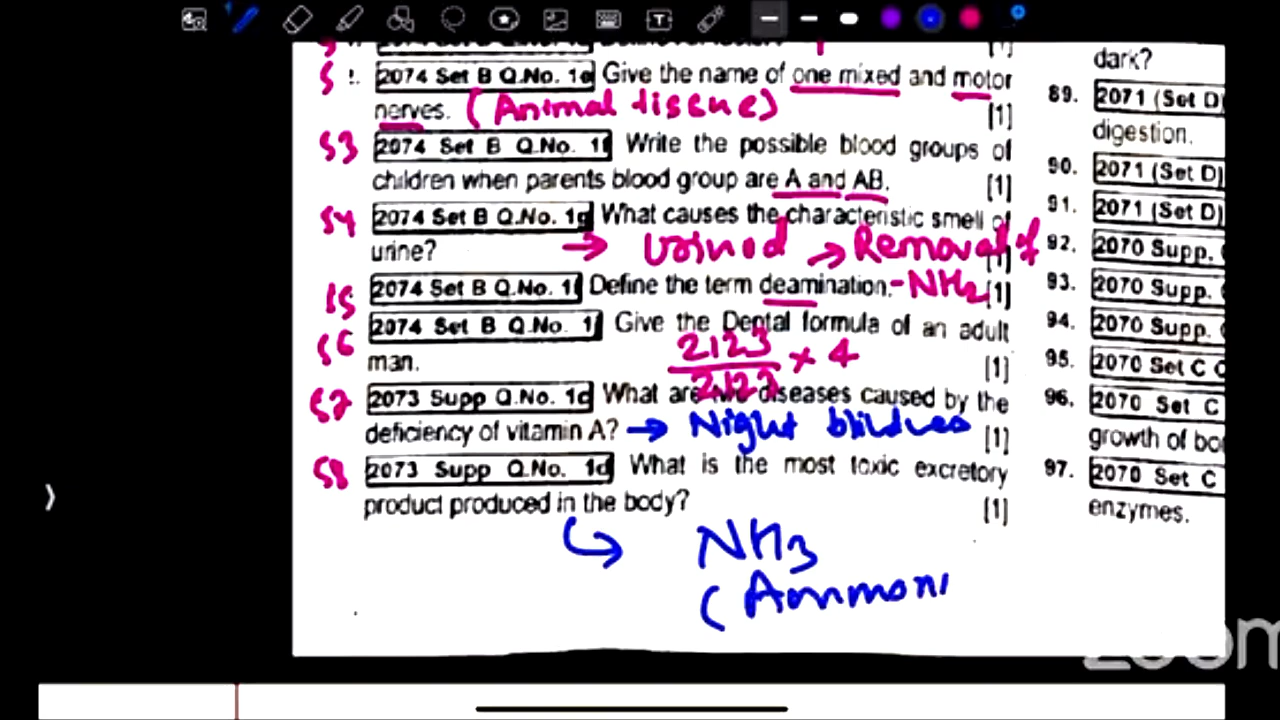 5 !. 2074 Set B Q.No. 1e Give the name of one mixed and motor
nerves. (Animal tissue) [1]
53 2074 Set B Q.No. 1f Write the possible blood groups of
children when parents blood group are A and AB. [1]
54 2074 Set B Q.No. 1g What causes the characteristic smell of
urine? → → Removal of
55 2074 Set B Q.No. 1i Define the term deamination. -NH2 [1]
56 2074 Set B Q.No. 1j Give the Dental formula of an adult
man. 2123/2123 × 4 [1]
57 2073 Supp Q.No. 1c What are two diseases caused by the
deficiency of vitamin A? → Night [1]
58 2073 Supp Q.No. 1d What is the most toxic excretory
product produced in the body? [1]
NH3
(Ammoni
dark?
89. 2071 (Set D)
digestion.
90. 2071 (Set D)
91. 2071 (Set D)
92. 2070 Supp.
93. 2070 Supp.
94. 2070 Supp.
95. 2070 Set C
96. 2070 Set C
growth of bo
97. 2070 Set C
enzymes.
zoom